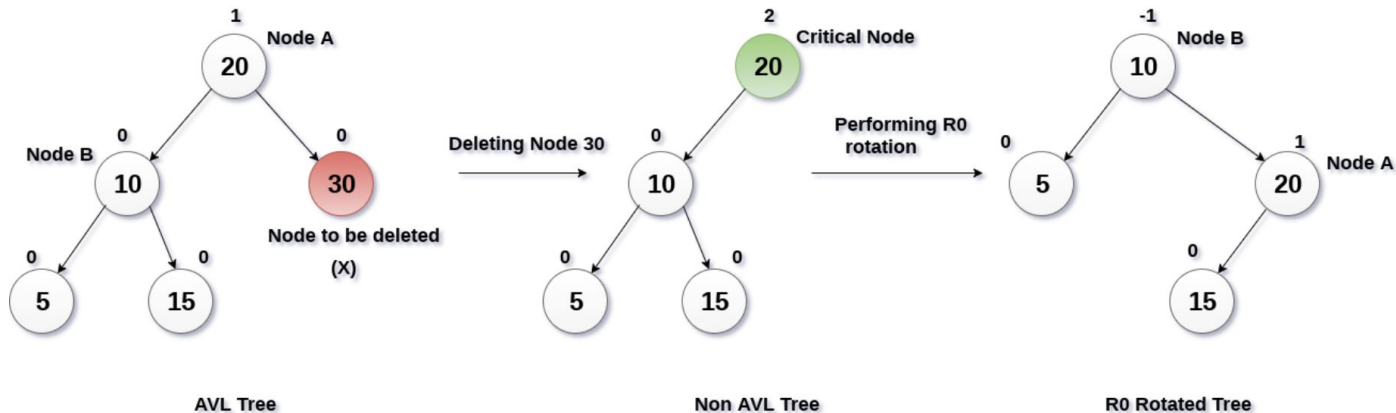 1
Node A
20
0
Node B
10
0
30
Node to be deleted
(X)
0
5
0
15
AVL Tree
Deleting Node 30
2
Critical Node
20
0
10
0
5
0
15
Non AVL Tree
Performing R0
rotation
-1
Node B
10
0
5
1
Node A
20
0
15
R0 Rotated Tree